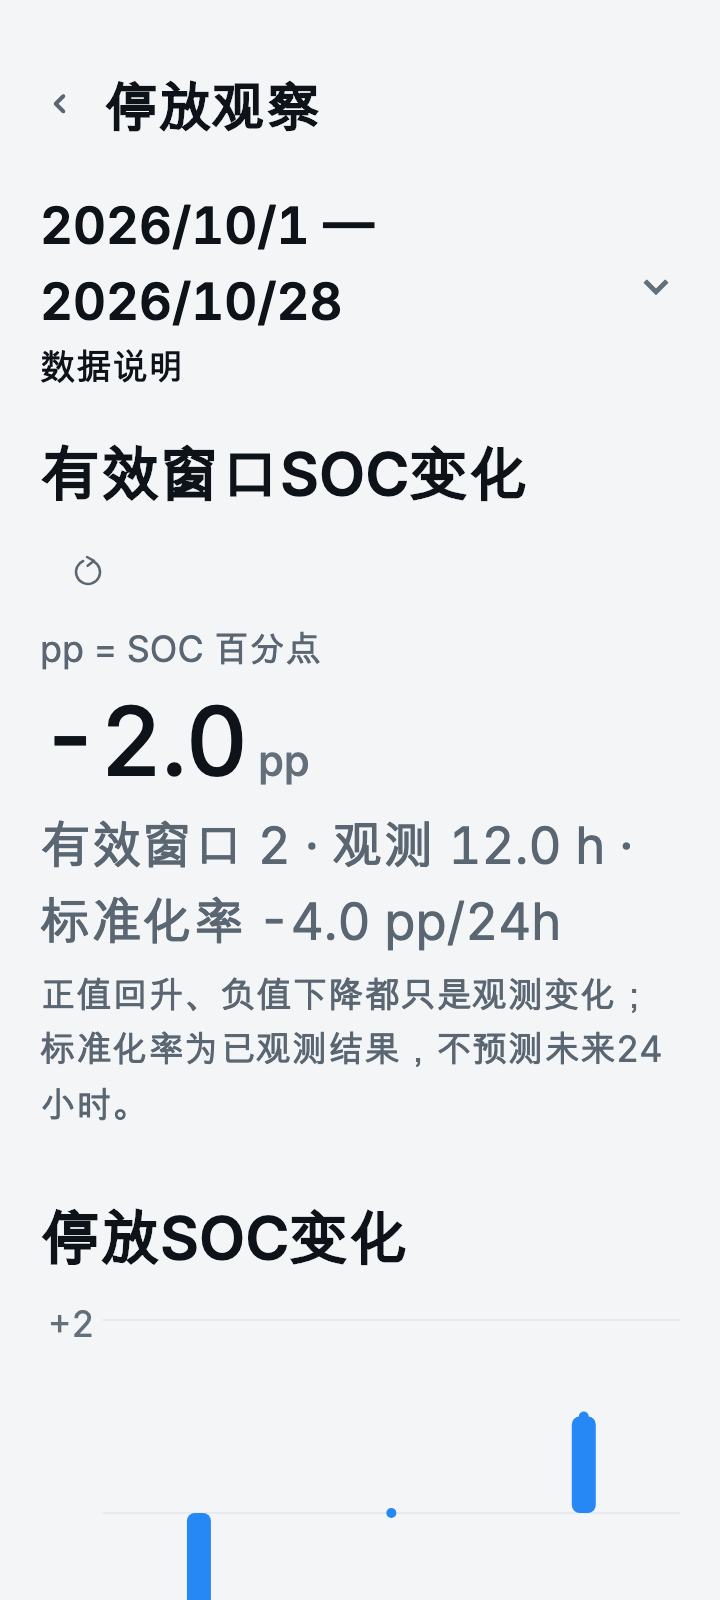 停放观察
2026/10/1 —
2026/10/28
数据说明
有效窗口SOC变化
pp = SOC 百分点
-2.0 pp
有效窗口 2 · 观测 12.0 h ·
标准化率 -4.0 pp/24h
正值回升、负值下降都只是观测变化；
标准化率为已观测结果，不预测未来24
小时。
停放SOC变化
+2